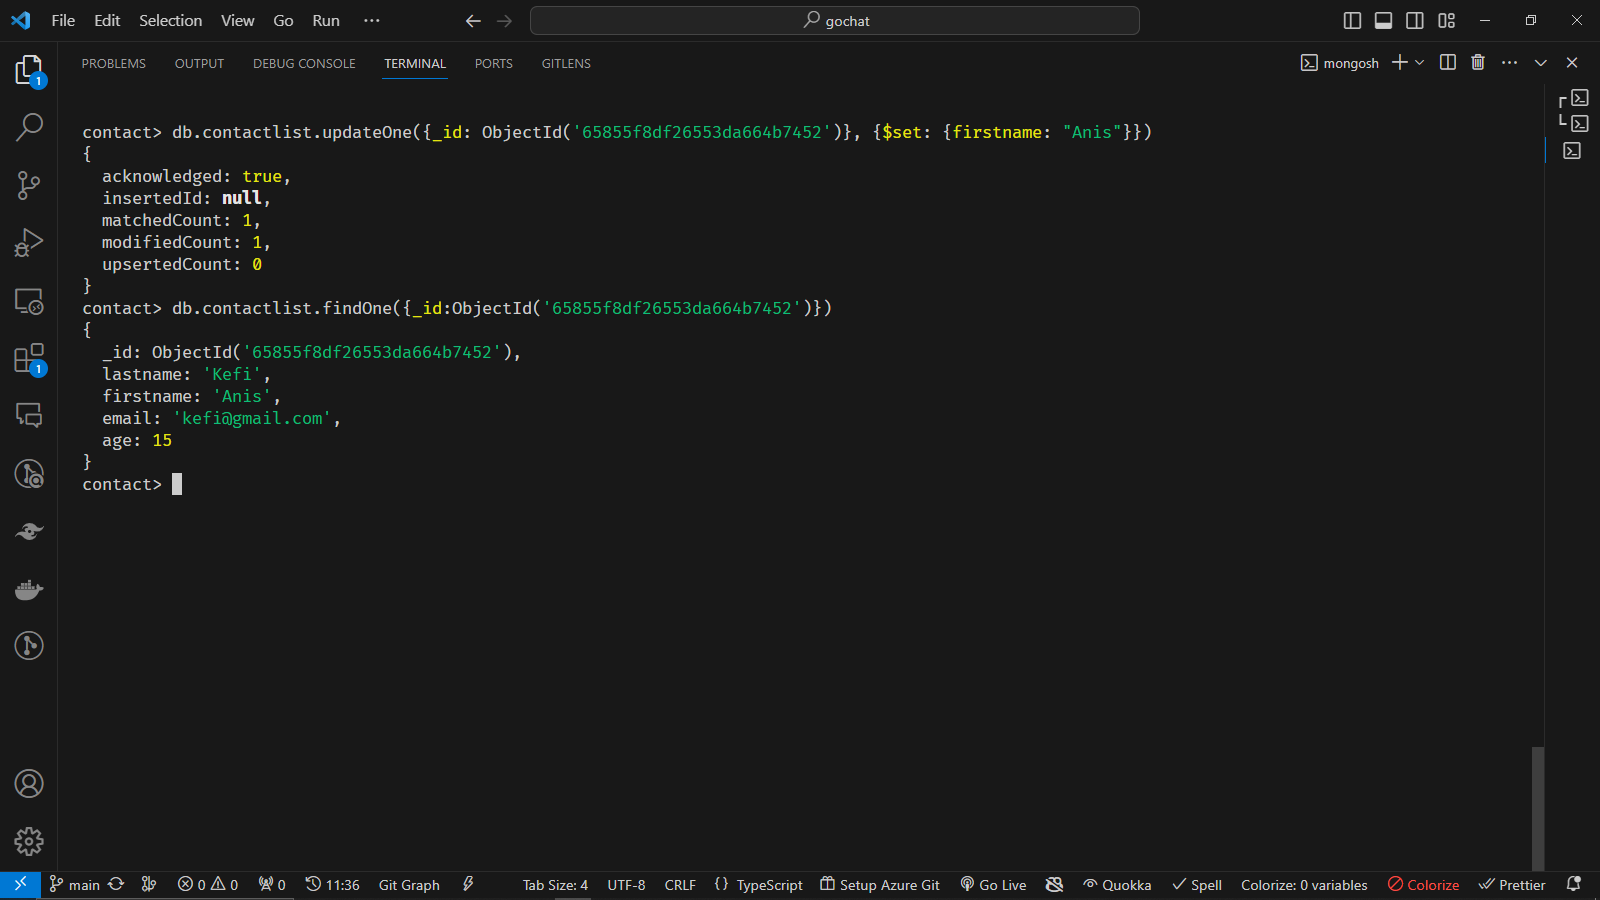 File Edit Selection View Go Run ··· gochat
PROBLEMS OUTPUT DEBUG CONSOLE TERMINAL PORTS GITLENS mongosh
contact> db.contactlist.updateOne({_id: ObjectId('65855f8df26553da664b7452')}, {$set: {firstname: "Anis"}})
{
acknowledged: true,
insertedId: null,
matchedCount: 1,
modifiedCount: 1,
upsertedCount: 0
}
contact> db.contactlist.findOne({_id:ObjectId('65855f8df26553da664b7452')})
{
_id: ObjectId('65855f8df26553da664b7452'),
lastname: 'Kefi',
firstname: 'Anis',
email: 'kefi@gmail.com',
age: 15
}
contact>
1
1
main 0 0 0 11:36 Git Graph Tab Size: 4 UTF-8 CRLF {} TypeScript Setup Azure Git Go Live Quokka Spell Colorize: 0 variables Colorize Prettier